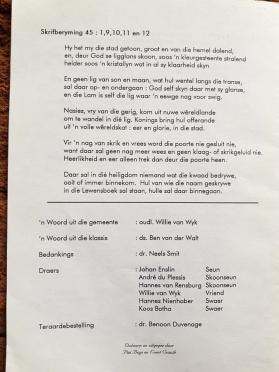 Skrifberyming 45 : 1,9,10,11 en 12
Hy het my die stad getoon, groot en van die hemel dalend,
en, deur God se ligglans skoon, soos 'n kleurgesteente stralend
helder soos 'n kristalfyn wat in al sy klaarheid skyn
En geen lig van son en maan, wat hul wentel langs die transe,
sal daar op- en ondergaan : God self skyn daar met sy glanse,
en die Lam is self die lig waar 'n eewge nag voor swig.
Nasies, vry van die gerig, kom uit nuwe wêreldlande
om te wandel in dié lig. Konings bring hul offerande
uit 'n volle wêreldskat : eer en glorie, in die stad.
Vir 'n nag van skrik en vrees word die poorte nie gesluit nie,
want daar sal geen nag meer wees en geen klaag- of skrikgeluid nie.
Heerlikheid en eer alleen trek dan deur die poorte heen.
Daar sal in dié heiligdom niemand wat die kwaad bedrywe,
ooit of immer binnekom. Hul van wie die naam geskrywe
in die Lewensboek sal staan, hulle sal daar binnegaan.
'n Woord uit die gemeente : oudl. Willie van Wyk
'n Woord uit die klassis : ds. Ben van der Walt
Bedankings : dr. Neels Smit
Draers : Johan Enslin Seun
André du Plessis Skoonseun
Hannes van Rensburg Skoonseun
Willie van Wyk Vriend
Hannes Nienhaber Swaer
Koos Botha Swaer
Teraardebestelling : dr. Benoon Duvenage
Ontwerp en uitgegee deur